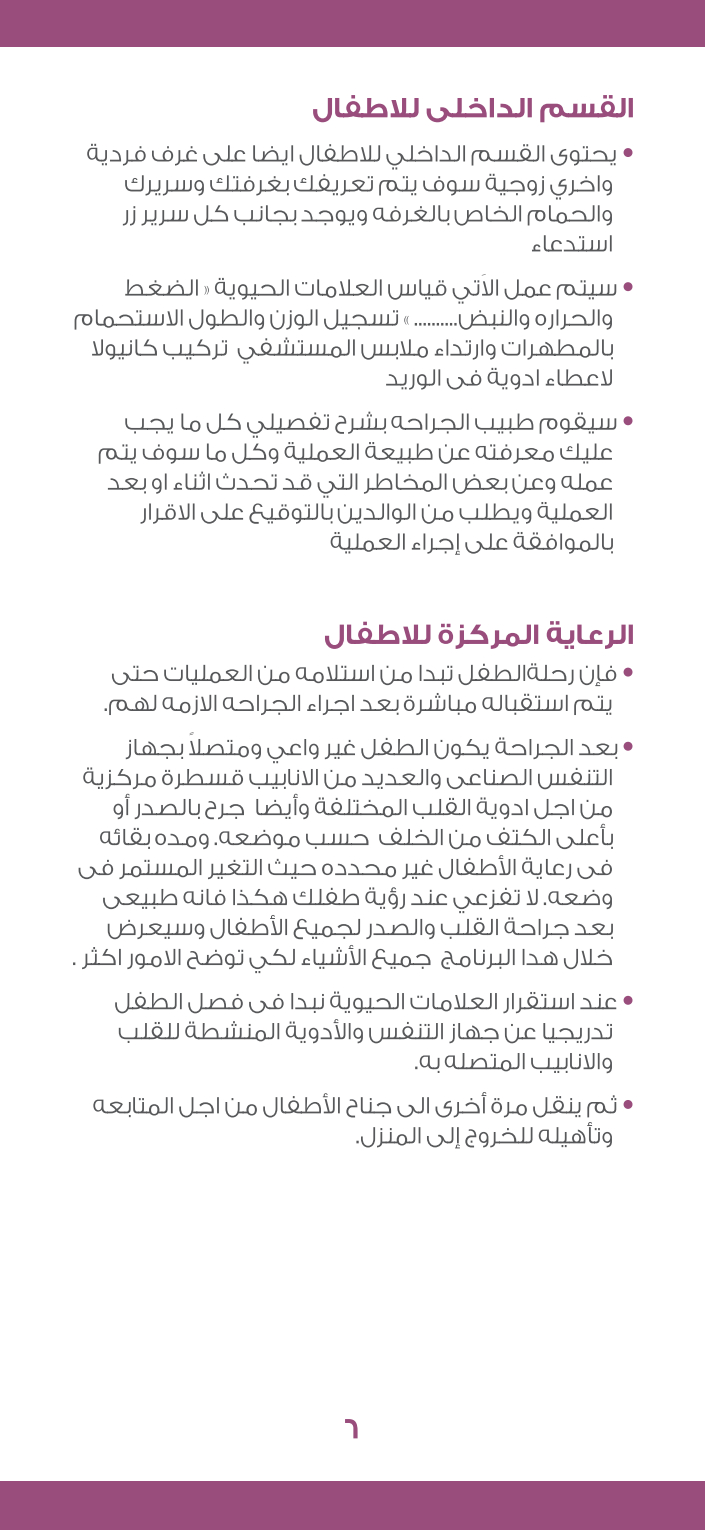 القسم الداخلى للاطفال
• يحتوى القسم الداخلي للاطفال ايضا على غرف فردية
واخري زوجية سوف يتم تعريفك بغرفتك وسريرك
والحمام الخاص بالغرفه ويوجد بجانب كل سرير زر
استدعاء
• سيتم عمل الاَتي قياس العلامات الحيوية « الضغط
والحراره والنبض.......... » تسجيل الوزن والطول الاستحمام
بالمطهرات وارتداء ملابس المستشفي تركيب كانيولا
لاعطاء ادوية فى الوريد
• سيقوم طبيب الجراحه بشرح تفصيلي كل ما يجب
عليك معرفته عن طبيعة العملية وكل ما سوف يتم
عمله وعن بعض المخاطر التي قد تحدث اثناء او بعد
العملية ويطلب من الوالدين بالتوقيع على الاقرار
بالموافقة على إجراء العملية
الرعاية المركزة للاطفال
• فإن رحلةالطفل تبدا من استلامه من العمليات حتى
يتم استقباله مباشرة بعد اجراء الجراحه الازمه لهم.
• بعد الجراحة يكون الطفل غير واعي ومتصلاً بجهاز
التنفس الصناعى والعديد من الانابيب قسطرة مركزية
من اجل ادوية القلب المختلفة وأيضا جرح بالصدر أو
بأعلى الكتف من الخلف حسب موضعه. ومده بقائه
فى رعاية الأطفال غير محدده حيث التغير المستمر فى
وضعه. لا تفزعي عند رؤية طفلك هكذا فانه طبيعى
بعد جراحة القلب والصدر لجميع الأطفال وسيعرض
خلال هدا البرنامج جميع الأشياء لكي توضح الامور اكثر .
• عند استقرار العلامات الحيوية نبدا فى فصل الطفل
تدريجيا عن جهاز التنفس والأدوية المنشطة للقلب
والانابيب المتصله به.
• ثم ينقل مرة أخرى الى جناح الأطفال من اجل المتابعه
وتأهيله للخروج إلى المنزل.
٦